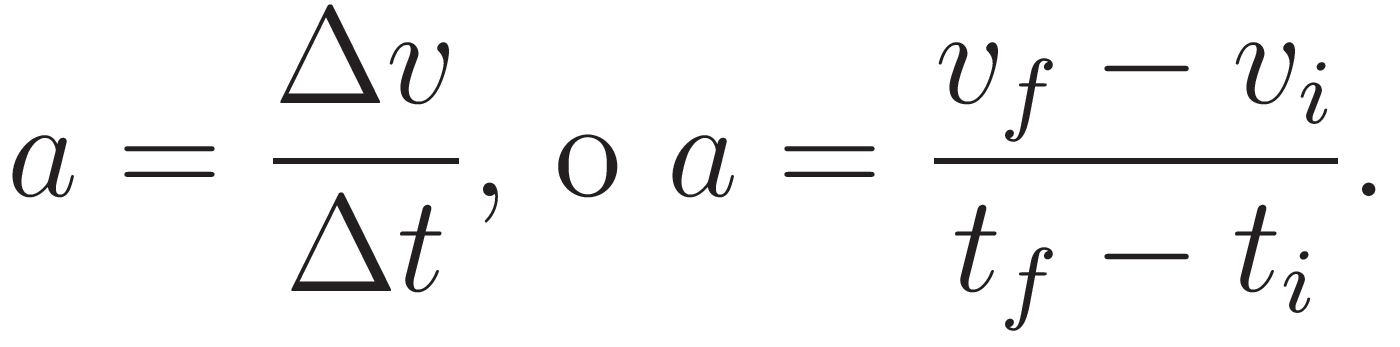 a = Δv/Δt, o a = (v_f − v_i)/(t_f − t_i).